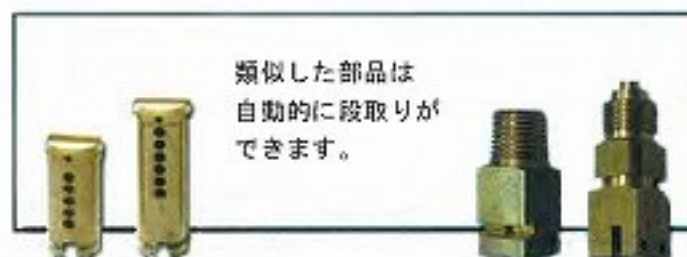 類似した部品は
自動的に段取りが
できます。